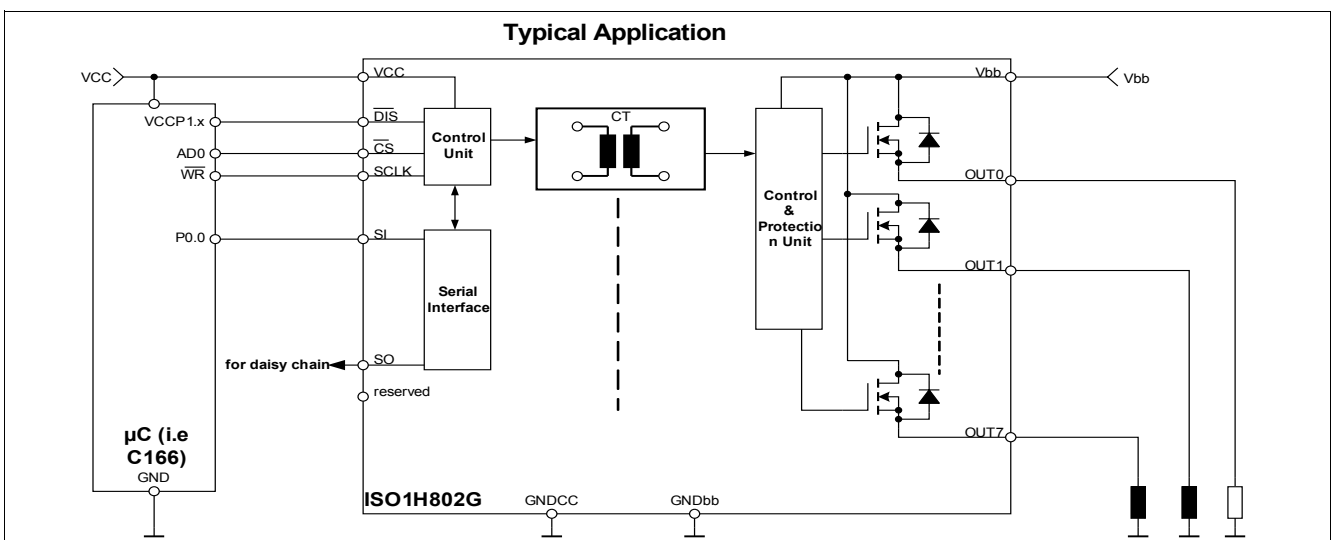 Typical Application
VCC
VCC
Vbb
Vbb
VCCP1.x
DIS
AD0
CS
WR
SCLK
Control
Unit
CT
OUT0
Control
&
Protectio
n Unit
P0.0
SI
OUT1
Serial
Interface
for daisy chain
SO
reserved
OUT7
µC (i.e
C166)
GND
ISO1H802G
GNDCC
GNDbb